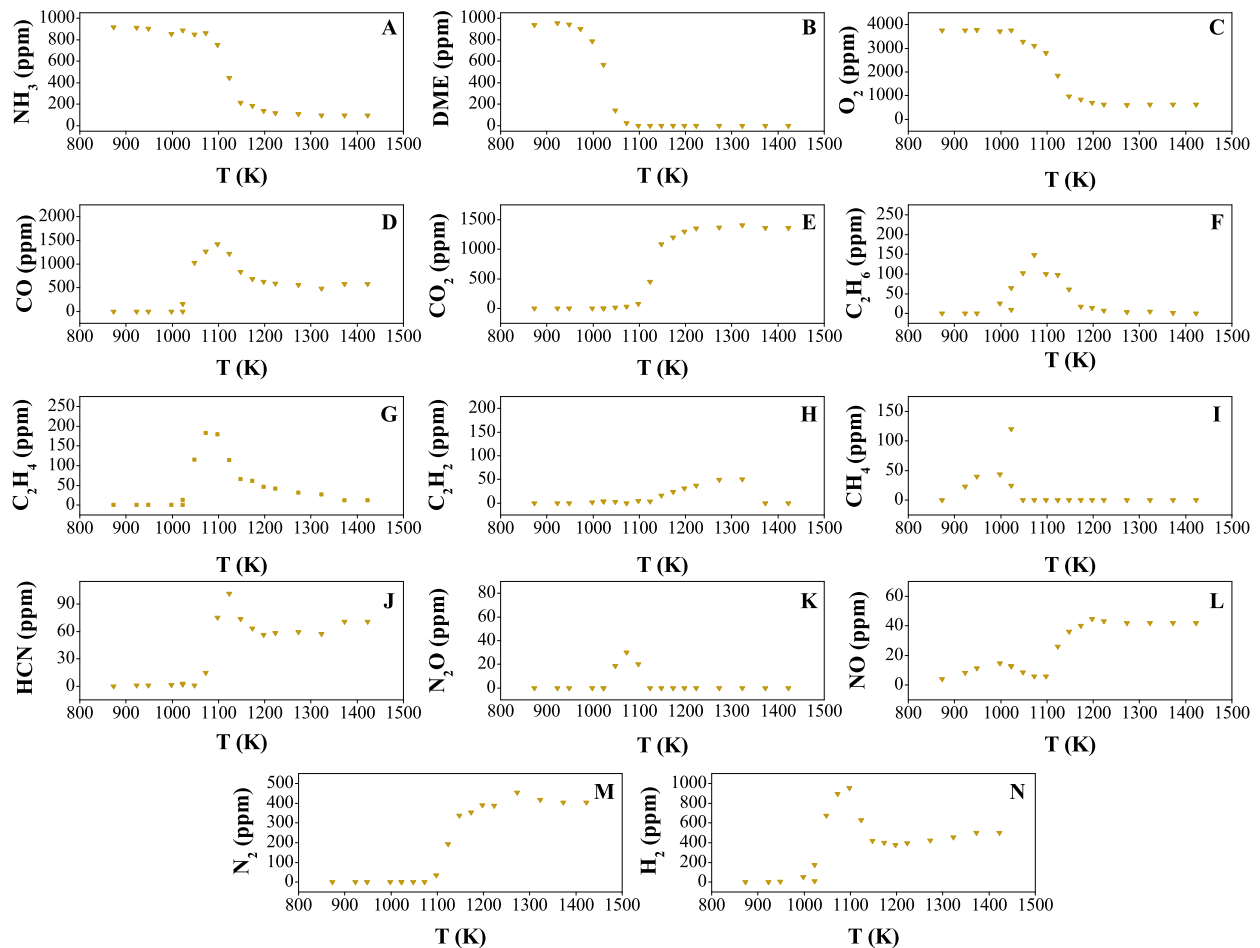 A
NH₃ (ppm)
1000
800
600
400
200
0
800 900 1000 1100 1200 1300 1400 1500
T (K)
B
DME (ppm)
1000
800
600
400
200
0
800 900 1000 1100 1200 1300 1400 1500
T (K)
C
O₂ (ppm)
4000
3000
2000
1000
0
800 900 1000 1100 1200 1300 1400 1500
T (K)
D
CO (ppm)
2000
1500
1000
500
0
800 900 1000 1100 1200 1300 1400 1500
T (K)
E
CO₂ (ppm)
1500
1000
500
0
800 900 1000 1100 1200 1300 1400 1500
T (K)
F
C₂H₆ (ppm)
250
200
150
100
50
0
800 900 1000 1100 1200 1300 1400 1500
T (K)
G
C₂H₄ (ppm)
250
200
150
100
50
0
800 900 1000 1100 1200 1300 1400 1500
T (K)
H
C₂H₂ (ppm)
200
150
100
50
0
800 900 1000 1100 1200 1300 1400 1500
T (K)
I
CH₄ (ppm)
150
100
50
0
800 900 1000 1100 1200 1300 1400 1500
T (K)
J
HCN (ppm)
90
60
30
0
800 900 1000 1100 1200 1300 1400 1500
T (K)
K
N₂O (ppm)
80
60
40
20
0
800 900 1000 1100 1200 1300 1400 1500
T (K)
L
NO (ppm)
60
40
20
0
800 900 1000 1100 1200 1300 1400 1500
T (K)
M
N₂ (ppm)
500
400
300
200
100
0
800 900 1000 1100 1200 1300 1400 1500
T (K)
N
H₂ (ppm)
1000
800
600
400
200
0
800 900 1000 1100 1200 1300 1400 1500
T (K)